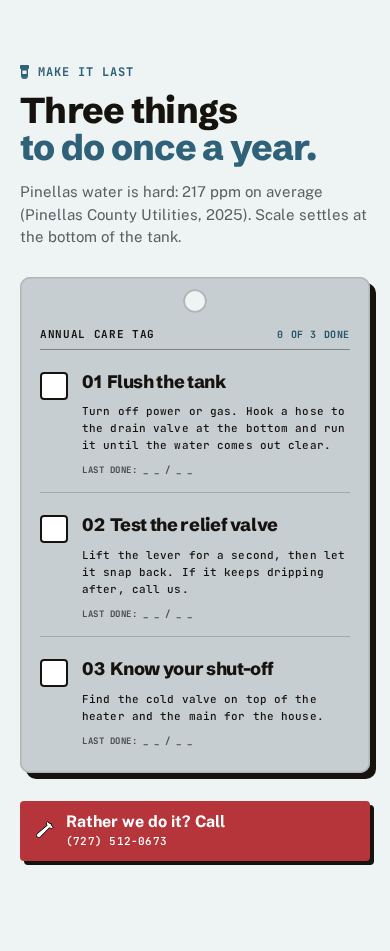 MAKE IT LAST
Three things
to do once a year.
Pinellas water is hard: 217 ppm on average
(Pinellas County Utilities, 2025). Scale settles at
the bottom of the tank.
ANNUAL CARE TAG
0 OF 3 DONE
01 Flush the tank
Turn off power or gas. Hook a hose to
the drain valve at the bottom and run
it until the water comes out clear.
LAST DONE: _ _ / _ _
02 Test the relief valve
Lift the lever for a second, then let
it snap back. If it keeps dripping
after, call us.
LAST DONE: _ _ / _ _
03 Know your shut-off
Find the cold valve on top of the
heater and the main for the house.
LAST DONE: _ _ / _ _
Rather we do it? Call
(727) 512-0673